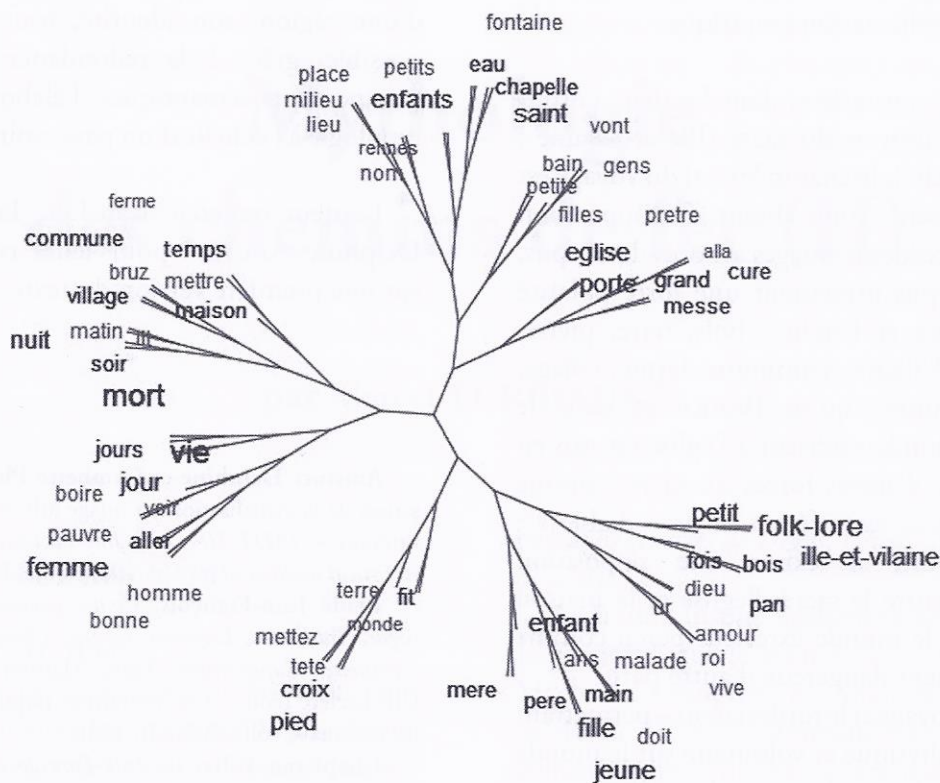 fontaine
place petits eau
milieu enfants chapelle
lieu saint
vont
rennes
nom bain gens
petite
ferme filles pretre
commune temps eglise alla
bruz mettre porte grand cure
village maison messe
matin lit
nuit
soir
mort
jours vie
jour petit folk-lore
boire voir
pauvre aller fois bois ille-et-vilaine
femme dieu pan
homme terre fit ur
bonne monde enfant amour
mettez ans malade roi
tete
croix mere pere main vive
pied fille doit
jeune